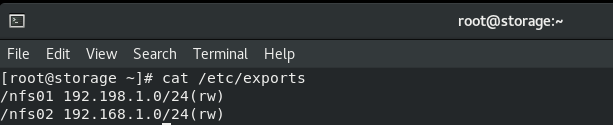 root@storage:~
File Edit View Search Terminal Help
[root@storage ~]# cat /etc/exports
/nfs01 192.198.1.0/24(rw)
/nfs02 192.168.1.0/24(rw)